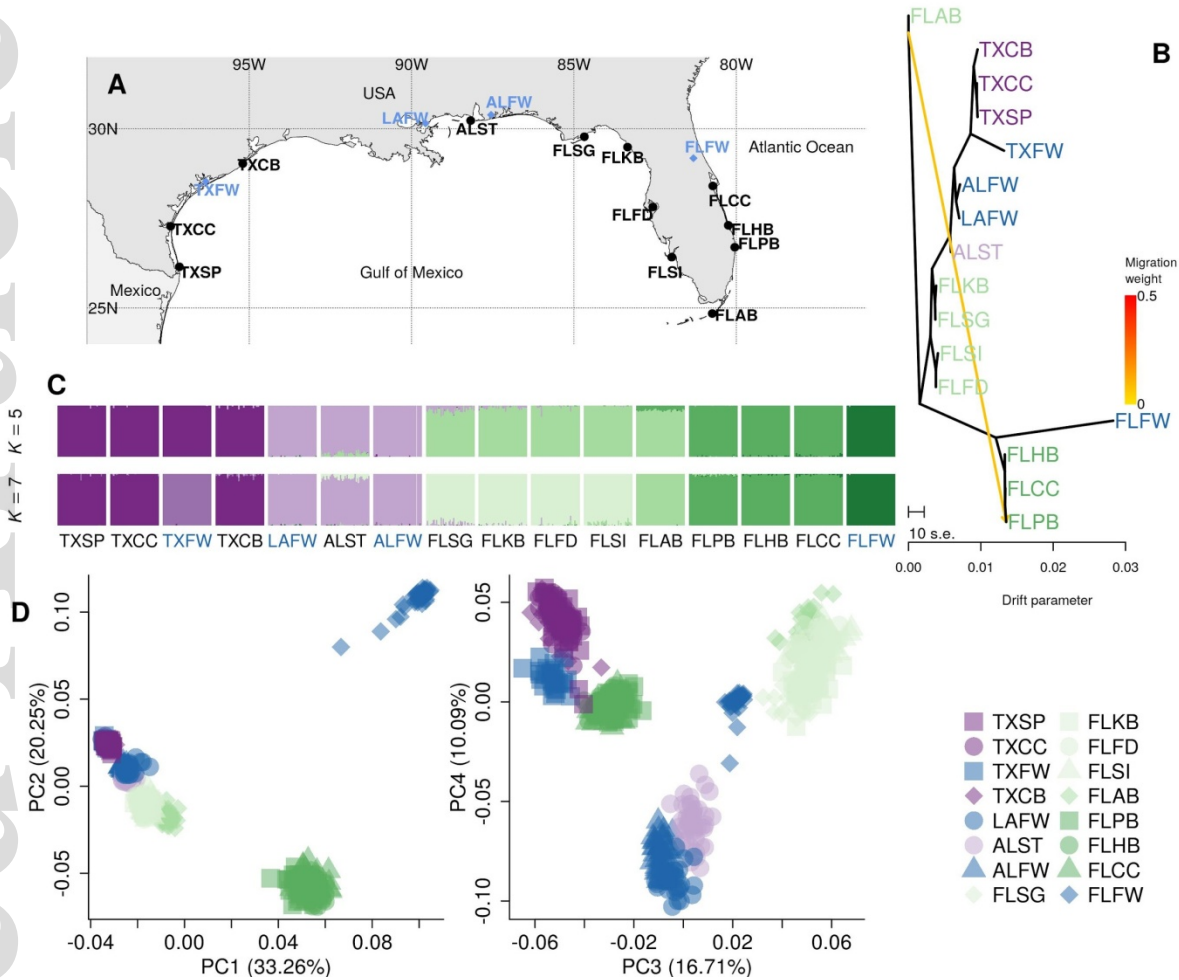 A
95W
90W
85W
80W
30N
25N
USA
Mexico
Gulf of Mexico
Atlantic Ocean
LAFW
ALFW
ALST
FLSG
FLKB
FLFW
TXCB
TXFW
FLCC
FLFD
FLHB
FLPB
TXCC
FLSI
TXSP
FLAB
B
FLAB
TXCB
TXCC
TXSP
TXFW
ALFW
LAFW
ALST
FLKB
FLSG
FLSI
FLFD
FLFW
FLHB
FLCC
FLPB
Migration
weight
0.5
0
10 s.e.
0.00 0.01 0.02 0.03
Drift parameter
C
K = 5
K = 7
TXSP TXCC TXFW TXCB LAFW ALST ALFW FLSG FLKB FLFD FLSI FLAB FLPB FLHB FLCC FLFW
D
PC2 (20.25%)
0.10
0.05
0.00
-0.05
-0.04 0.00 0.04 0.08
PC1 (33.26%)
PC4 (10.09%)
0.05
0.00
-0.05
-0.10
-0.06 -0.02 0.02 0.06
PC3 (16.71%)
TXSP FLKB
TXCC FLFD
TXFW FLSI
TXCB FLAB
LAFW FLPB
ALST FLHB
ALFW FLCC
FLSG FLFW